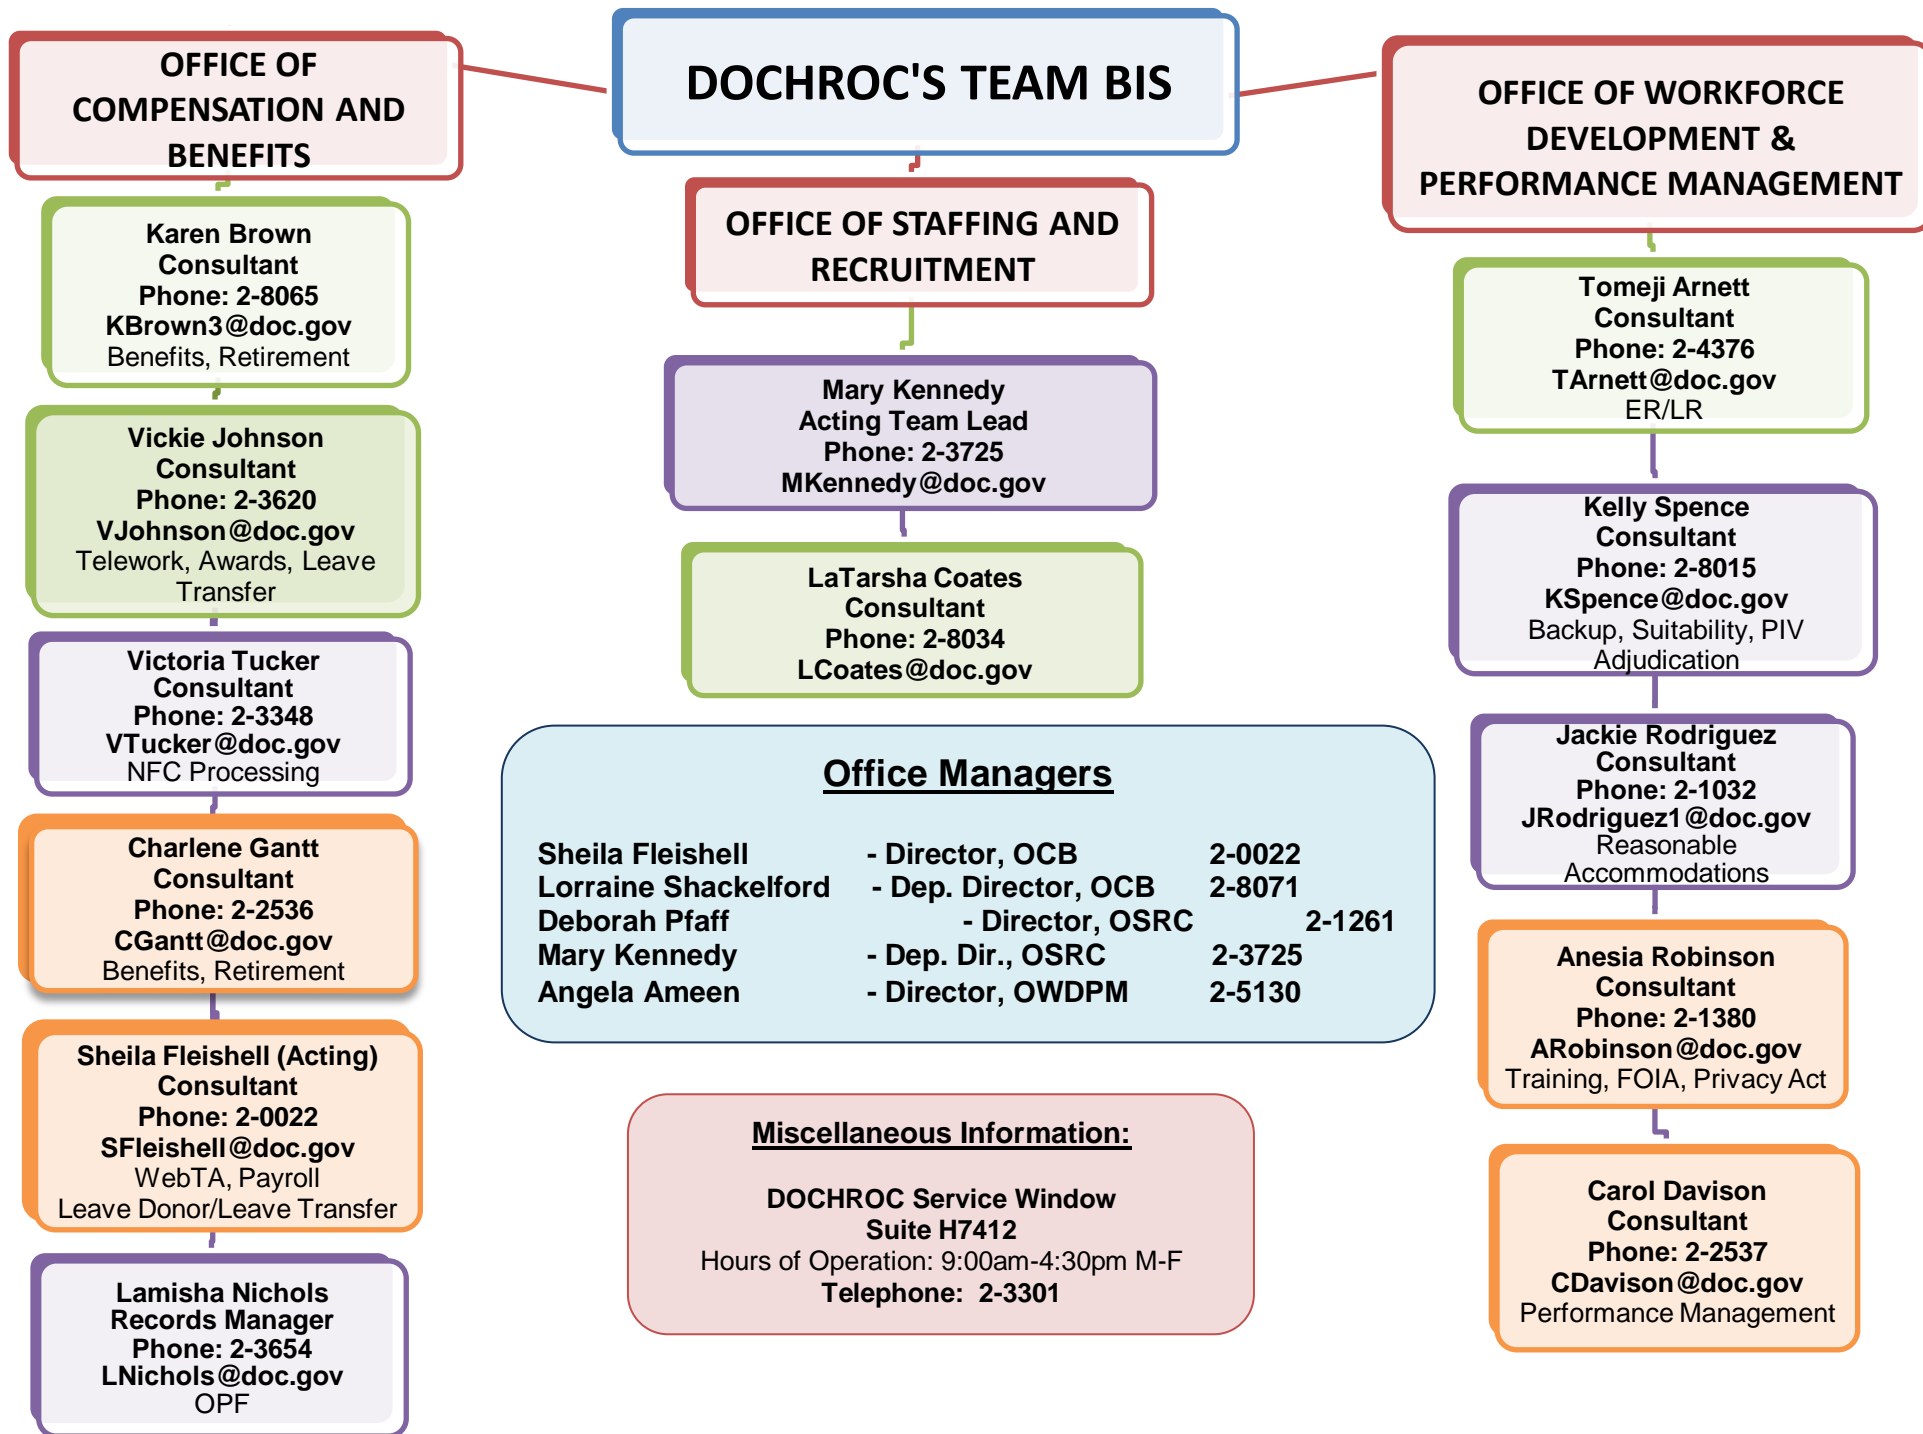 DOCHROC'S TEAM BIS
OFFICE OF
COMPENSATION AND
BENEFITS
Karen Brown
Consultant
Phone: 2-8065
KBrown3@doc.gov
Benefits, Retirement
Vickie Johnson
Consultant
Phone: 2-3620
VJohnson@doc.gov
Telework, Awards, Leave
Transfer
Victoria Tucker
Consultant
Phone: 2-3348
VTucker@doc.gov
NFC Processing
Charlene Gantt
Consultant
Phone: 2-2536
CGantt@doc.gov
Benefits, Retirement
Sheila Fleishell (Acting)
Consultant
Phone: 2-0022
SFleishell@doc.gov
WebTA, Payroll
Leave Donor/Leave Transfer
Lamisha Nichols
Records Manager
Phone: 2-3654
LNichols@doc.gov
OPF
OFFICE OF STAFFING AND
RECRUITMENT
Mary Kennedy
Acting Team Lead
Phone: 2-3725
MKennedy@doc.gov
LaTarsha Coates
Consultant
Phone: 2-8034
LCoates@doc.gov
Office Managers
Sheila Fleishell - Director, OCB 2-0022
Lorraine Shackelford - Dep. Director, OCB 2-8071
Deborah Pfaff - Director, OSRC 2-1261
Mary Kennedy - Dep. Dir., OSRC 2-3725
Angela Ameen - Director, OWDPM 2-5130
Miscellaneous Information:
DOCHROC Service Window
Suite H7412
Hours of Operation: 9:00am-4:30pm M-F
Telephone: 2-3301
OFFICE OF WORKFORCE
DEVELOPMENT &
PERFORMANCE MANAGEMENT
Tomeji Arnett
Consultant
Phone: 2-4376
TArnett@doc.gov
ER/LR
Kelly Spence
Consultant
Phone: 2-8015
KSpence@doc.gov
Backup, Suitability, PIV
Adjudication
Jackie Rodriguez
Consultant
Phone: 2-1032
JRodriguez1@doc.gov
Reasonable
Accommodations
Anesia Robinson
Consultant
Phone: 2-1380
ARobinson@doc.gov
Training, FOIA, Privacy Act
Carol Davison
Consultant
Phone: 2-2537
CDavison@doc.gov
Performance Management